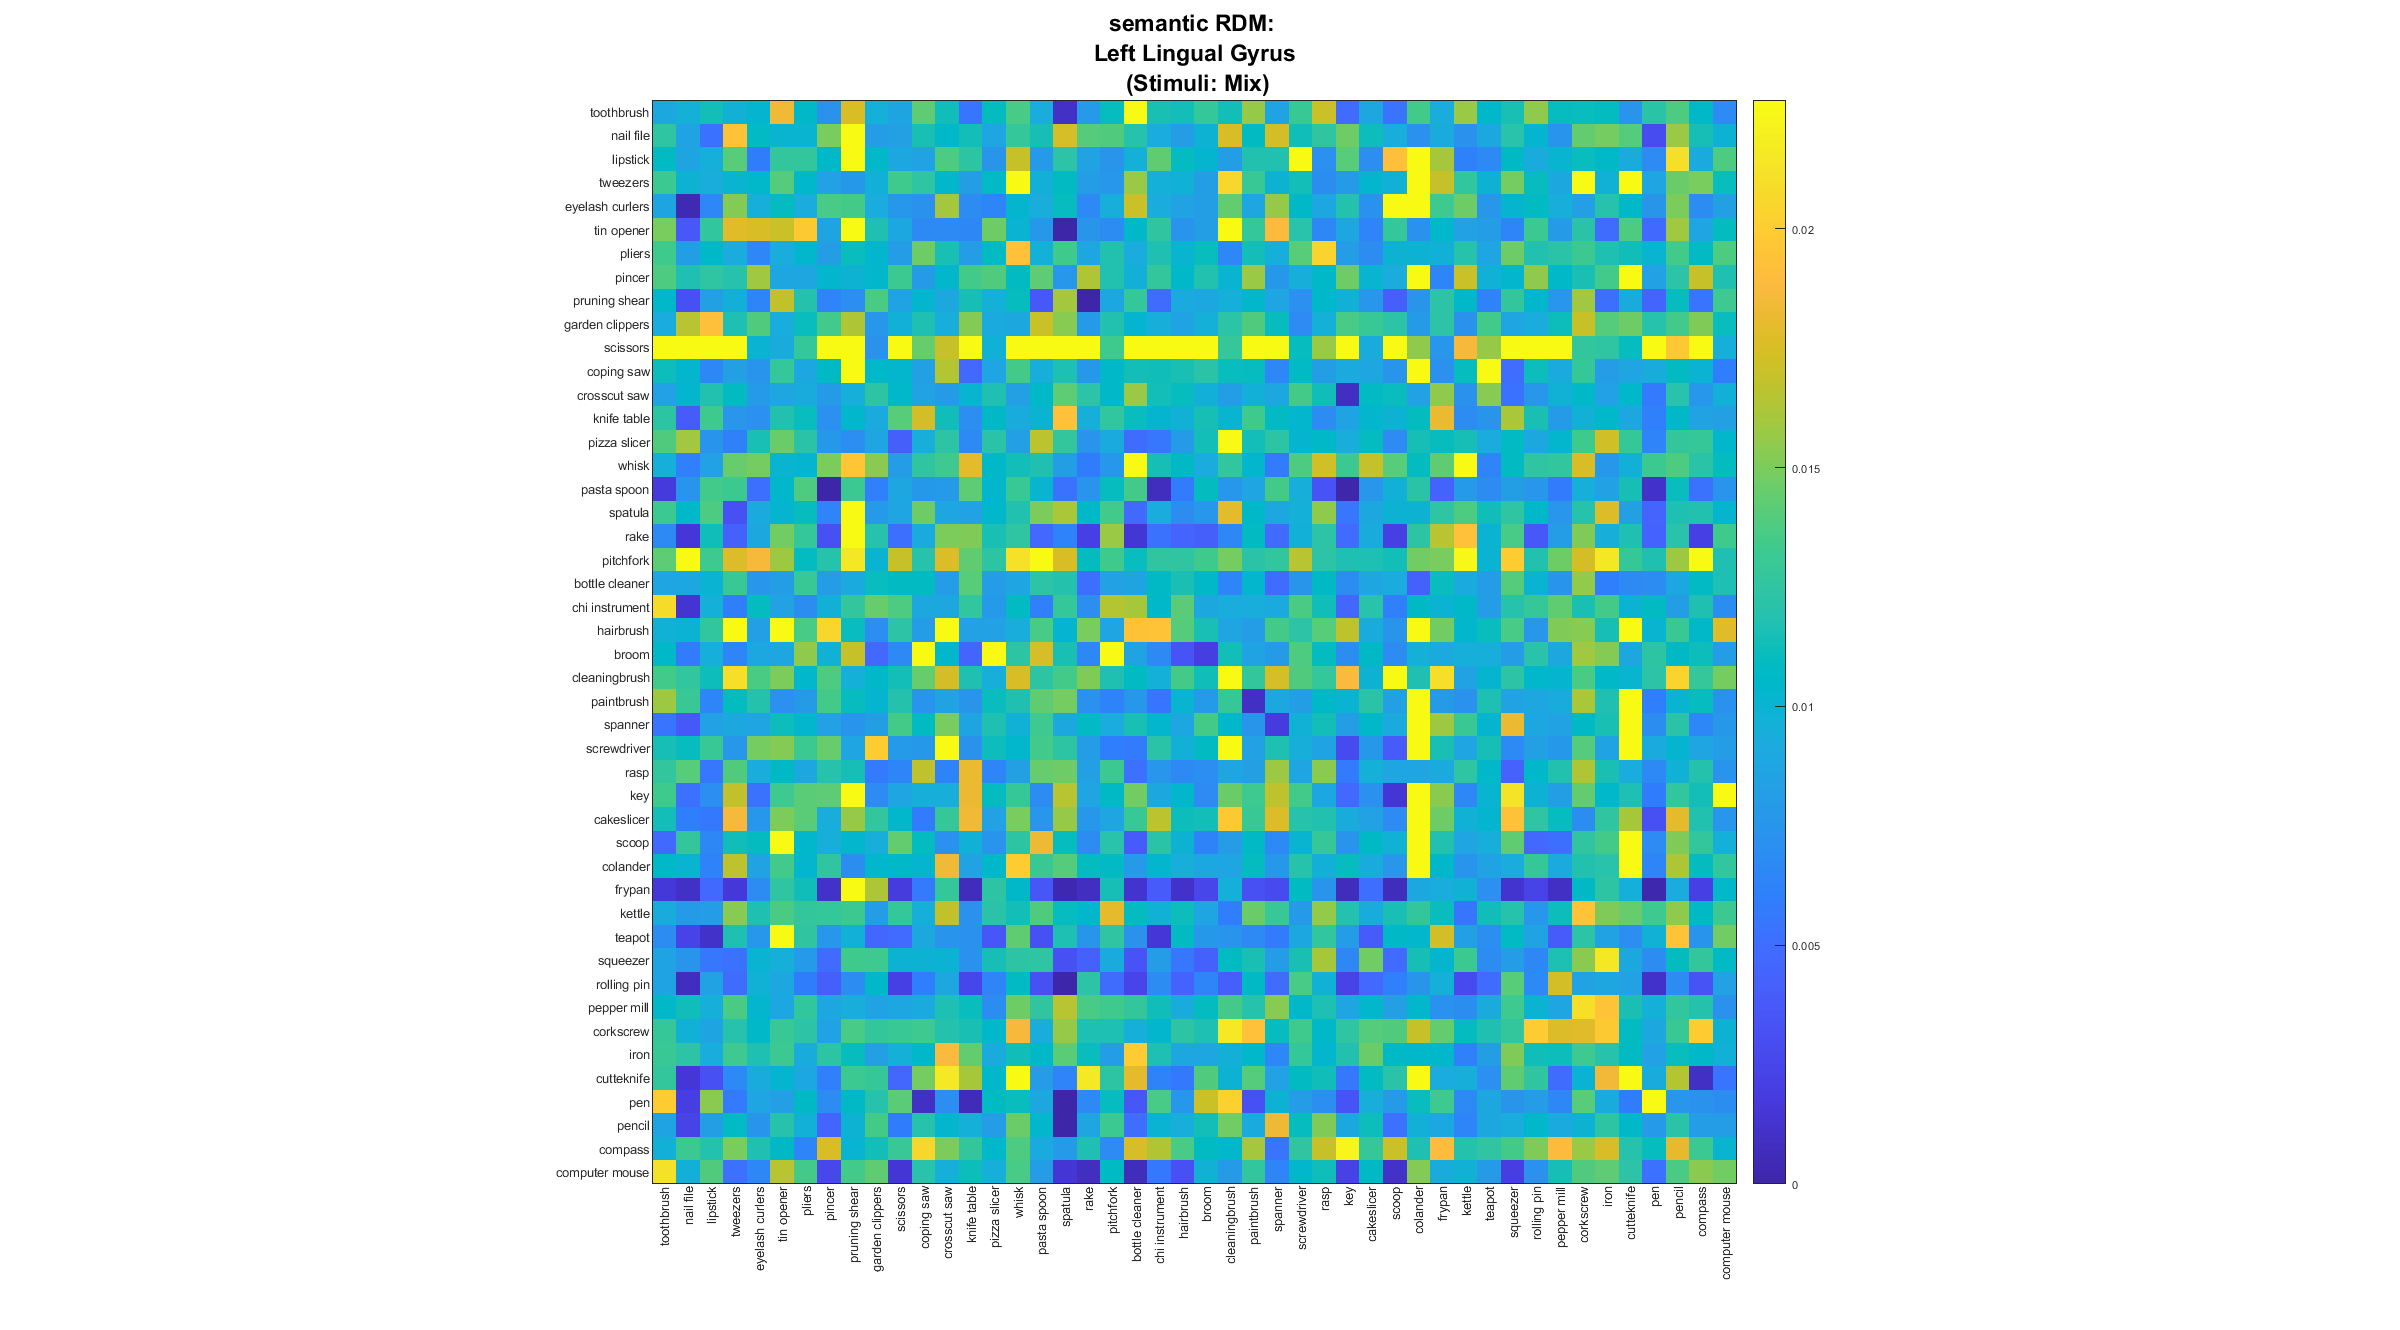 semantic RDM:
Left Lingual Gyrus
(Stimuli: Mix)
toothbrush
nail file
lipstick
tweezers
eyelash curlers
tin opener
pliers
pincer
pruning shear
garden clippers
scissors
coping saw
crosscut saw
knife table
pizza slicer
whisk
pasta spoon
spatula
rake
pitchfork
bottle cleaner
chi instrument
hairbrush
broom
cleaningbrush
paintbrush
spanner
screwdriver
rasp
key
cakeslicer
scoop
colander
frypan
kettle
teapot
squeezer
rolling pin
pepper mill
corkscrew
iron
cutteknife
pen
pencil
compass
computer mouse
toothbrush
nail file
lipstick
tweezers
eyelash curlers
tin opener
pliers
pincer
pruning shear
garden clippers
scissors
coping saw
crosscut saw
knife table
pizza slicer
whisk
pasta spoon
spatula
rake
pitchfork
bottle cleaner
chi instrument
hairbrush
broom
cleaningbrush
paintbrush
spanner
screwdriver
rasp
key
cakeslicer
scoop
colander
frypan
kettle
teapot
squeezer
rolling pin
pepper mill
corkscrew
iron
cutteknife
pen
pencil
compass
computer mouse
0.02
0.015
0.01
0.005
0